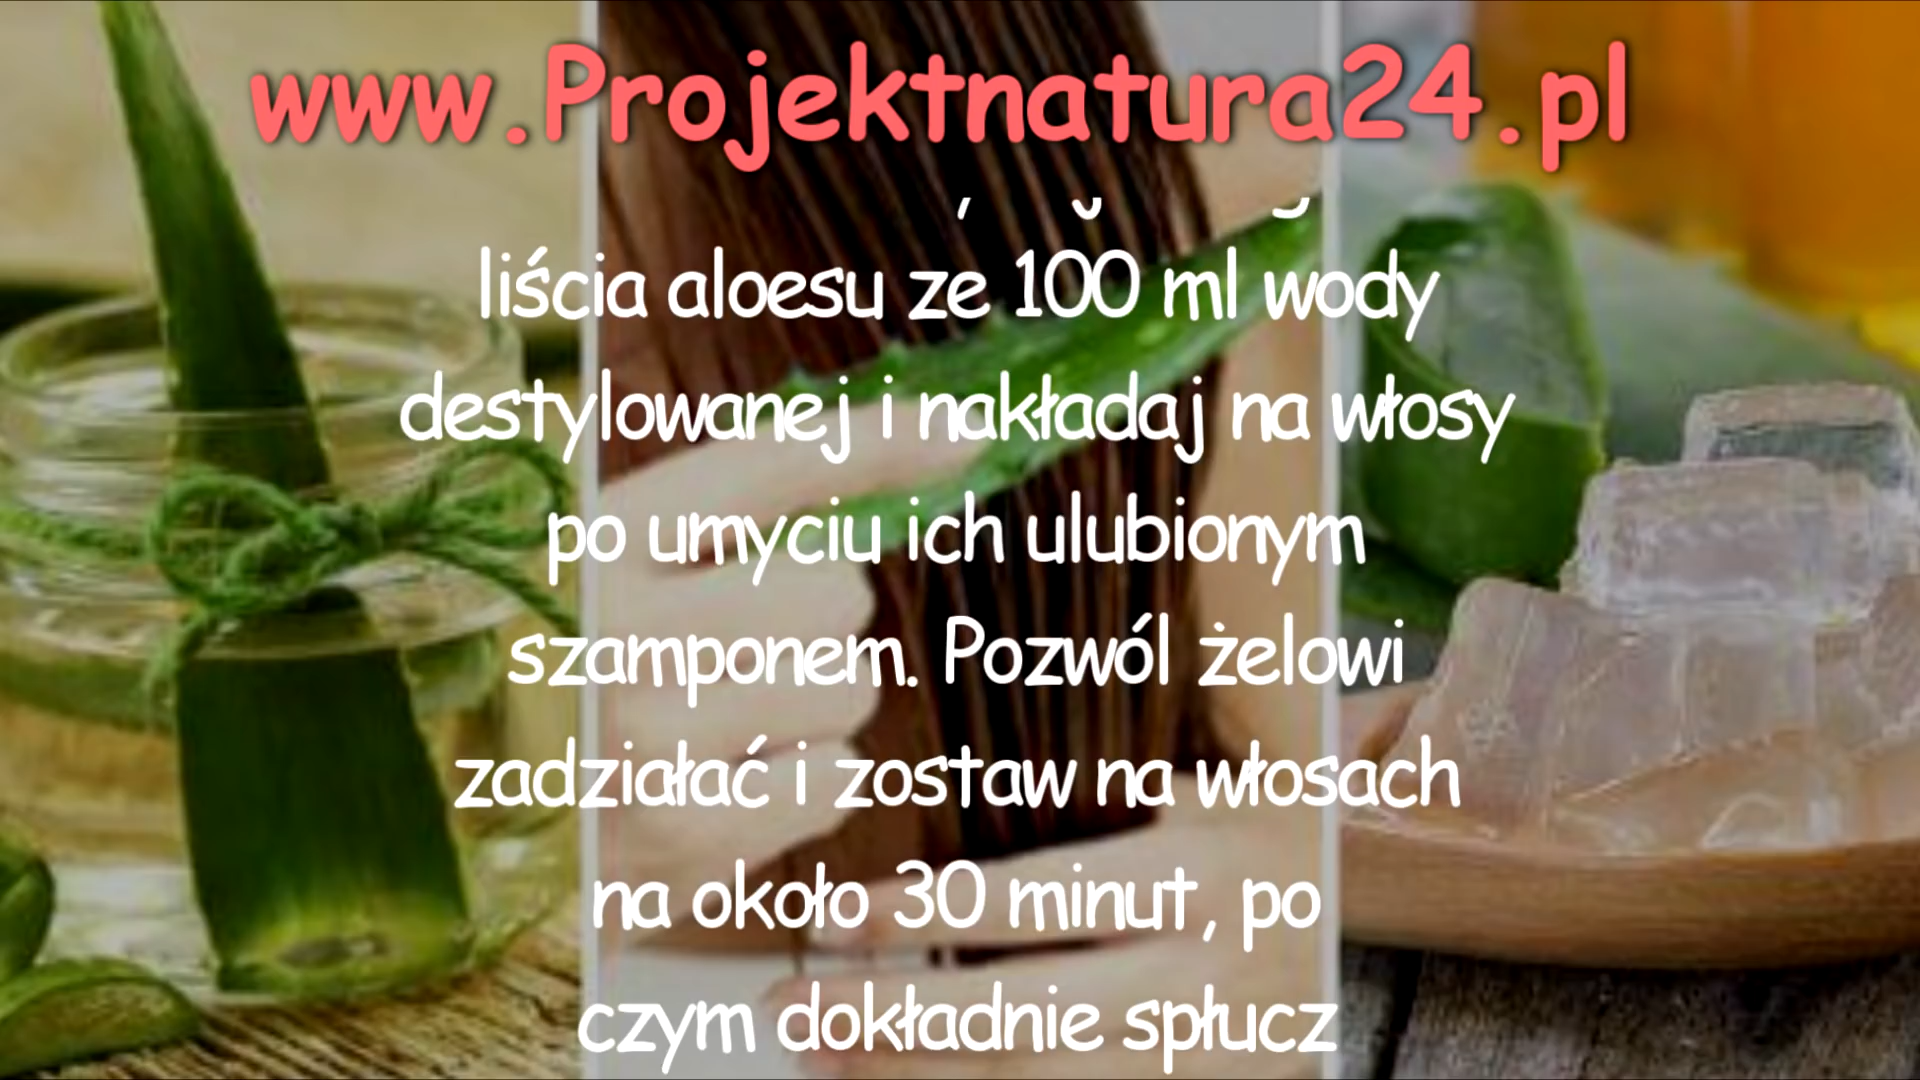 www.Projektnatura24.pl
liścia aloesu ze 100 ml wody
destylowanej i nakładaj na włosy
po umyciu ich ulubionym
szamponem. Pozwól żelowi
zadziałać i zostaw na włosach
na około 30 minut, po
czym dokładnie spłucz